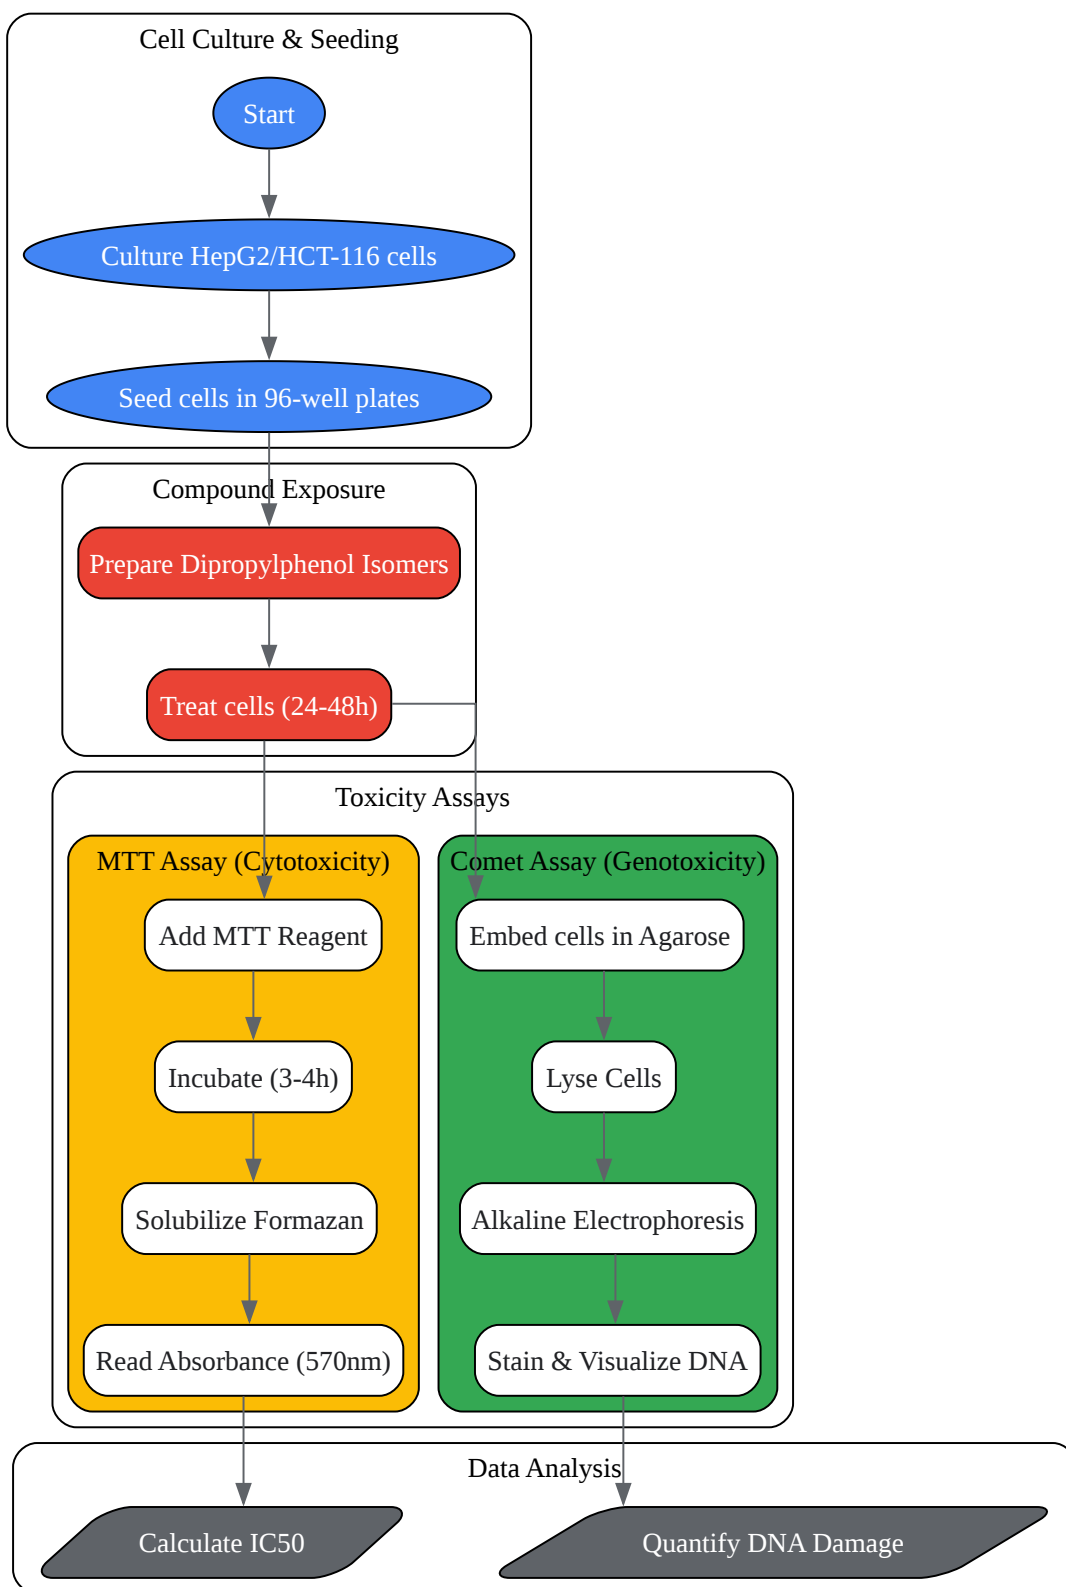 Cell Culture & Seeding
Start
Culture HepG2/HCT-116 cells
Seed cells in 96-well plates
Compound Exposure
Prepare Dipropylphenol Isomers
Treat cells (24-48h)
Toxicity Assays
MTT Assay (Cytotoxicity)
Add MTT Reagent
Incubate (3-4h)
Solubilize Formazan
Read Absorbance (570nm)
Comet Assay (Genotoxicity)
Embed cells in Agarose
Lyse Cells
Alkaline Electrophoresis
Stain & Visualize DNA
Data Analysis
Calculate IC50
Quantify DNA Damage